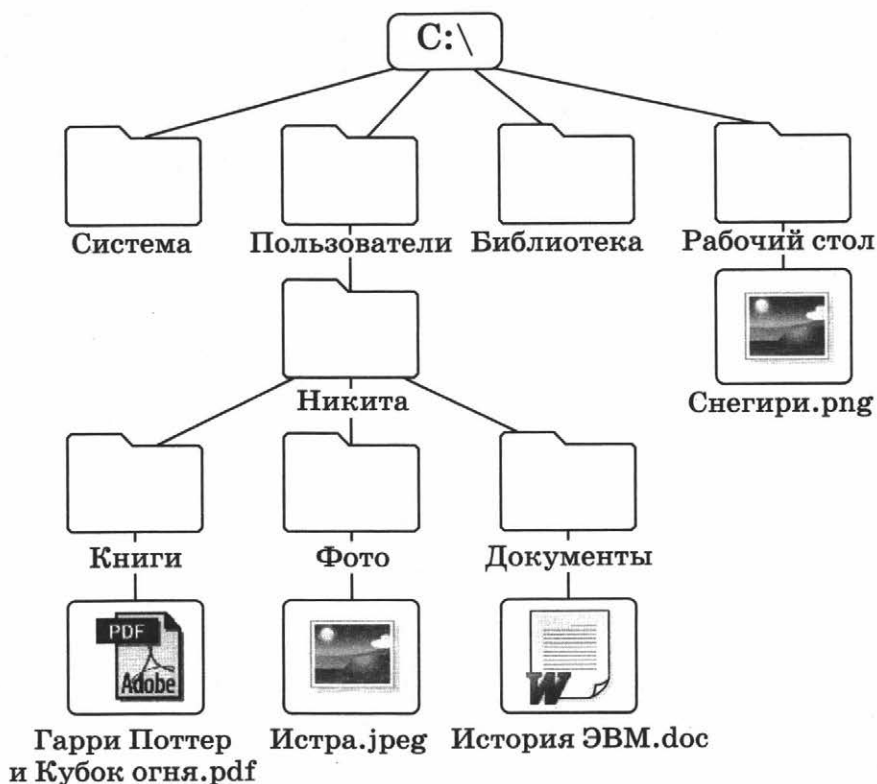 C:\
Система Пользователи Библиотека Рабочий стол
Никита
Снегири.png
Книги Фото Документы
PDF
Adobe
W
Гарри Поттер
и Кубок огня.pdf
Истра.jpeg
История ЭВМ.doc